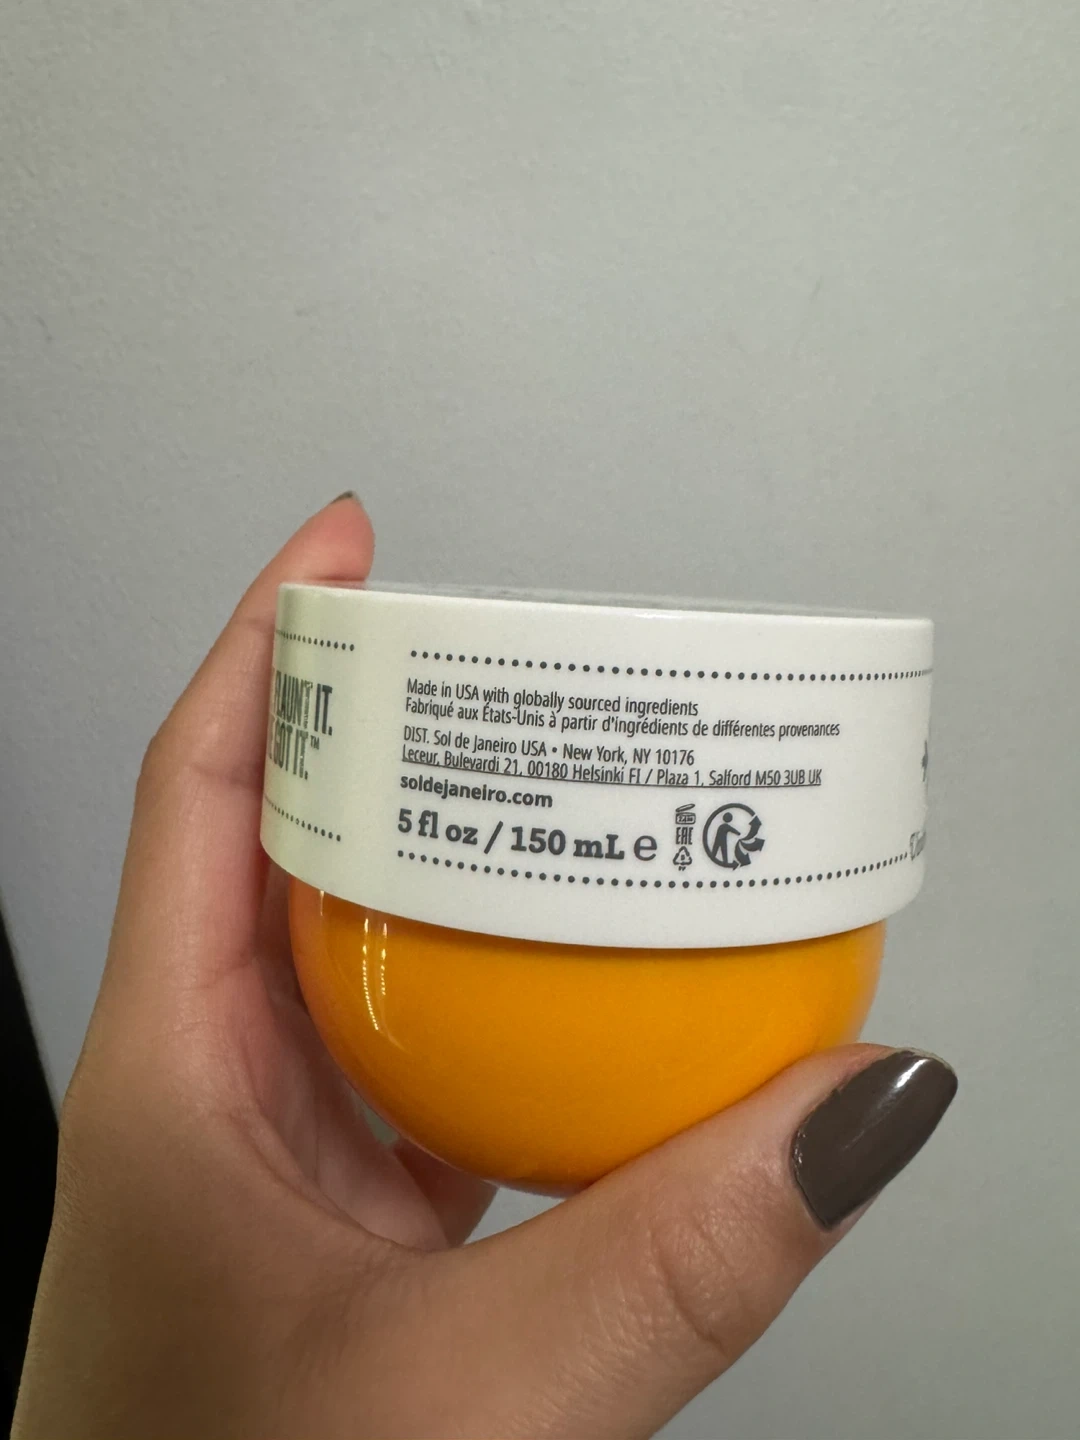 FLAUNT IT.
GOT IT.™
Made in USA with globally sourced ingredients
Fabriqué aux États-Unis à partir d'ingrédients de différentes provenances
DIST. Sol de Janeiro USA • New York, NY 10176
Leceur, Bulevardi 21, 00180 Helsinki FI / Plaza 1, Salford M50 3UB UK
soldejaneiro.com
5 fl oz / 150 mL e
EAC